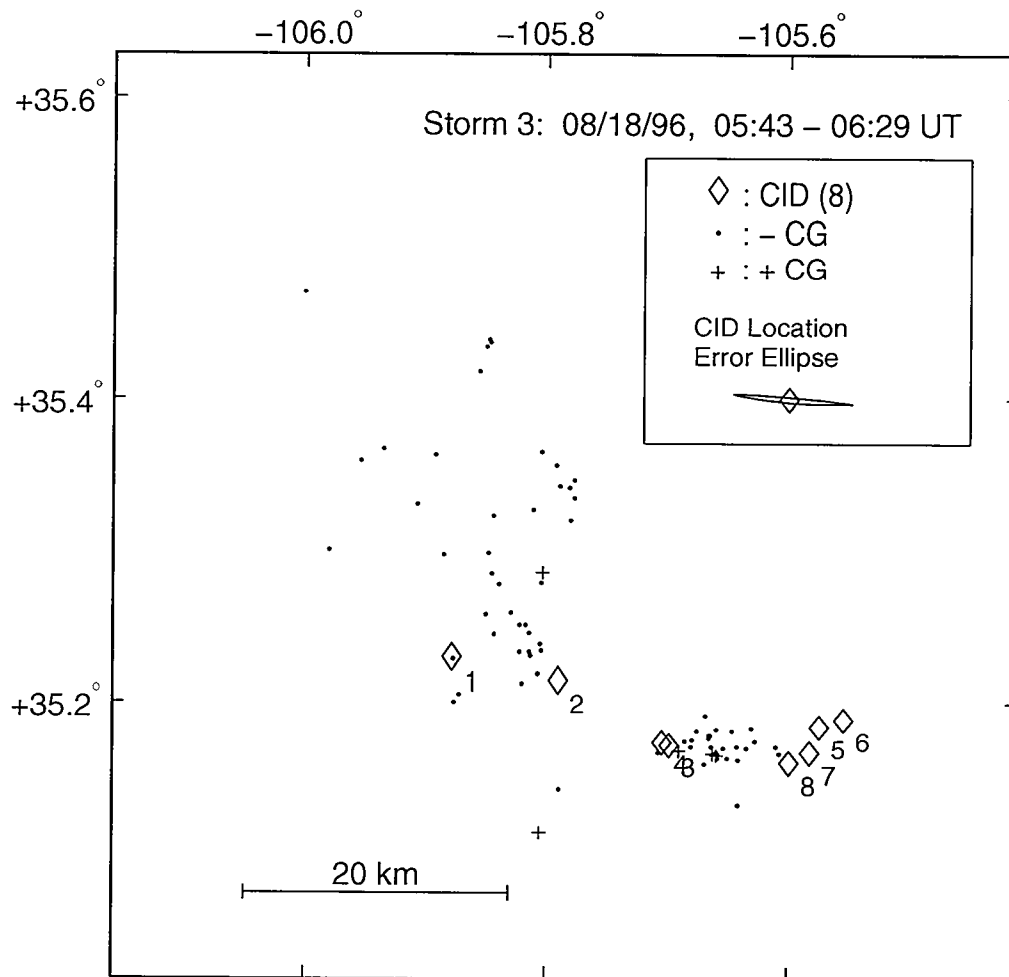 −106.0° −105.8° −105.6°
+35.6°
Storm 3: 08/18/96, 05:43 – 06:29 UT
◇ : CID (8)
· : – CG
+ : + CG
CID Location
Error Ellipse
+35.4°
+35.2°
1
2
4
3
5
6
7
8
20 km